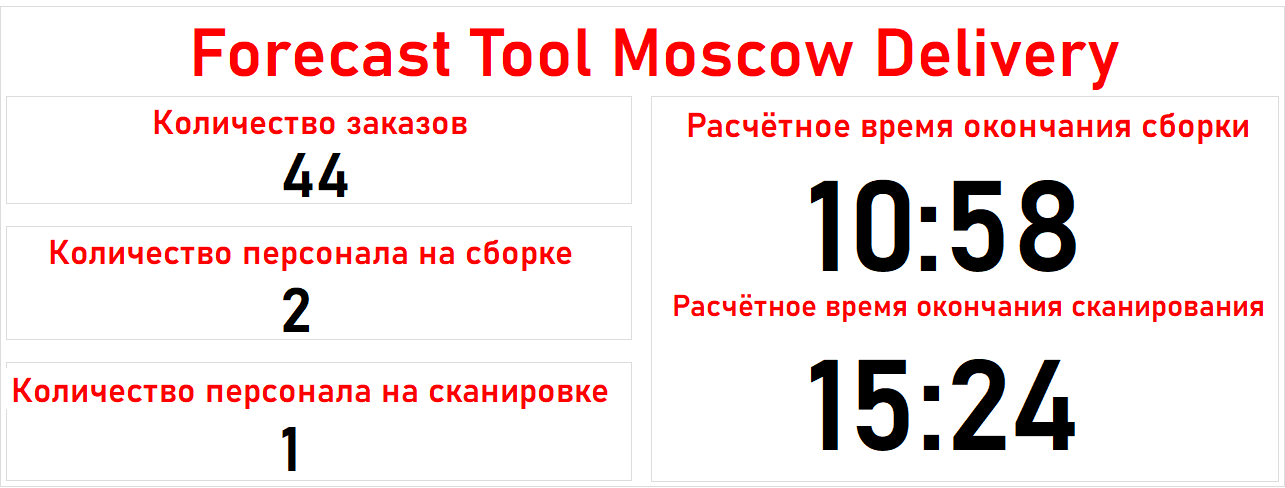 Forecast Tool Moscow Delivery
Количество заказов
44
Количество персонала на сборке
2
Количество персонала на сканировке
1
Расчётное время окончания сборки
10:58
Расчётное время окончания сканирования
15:24